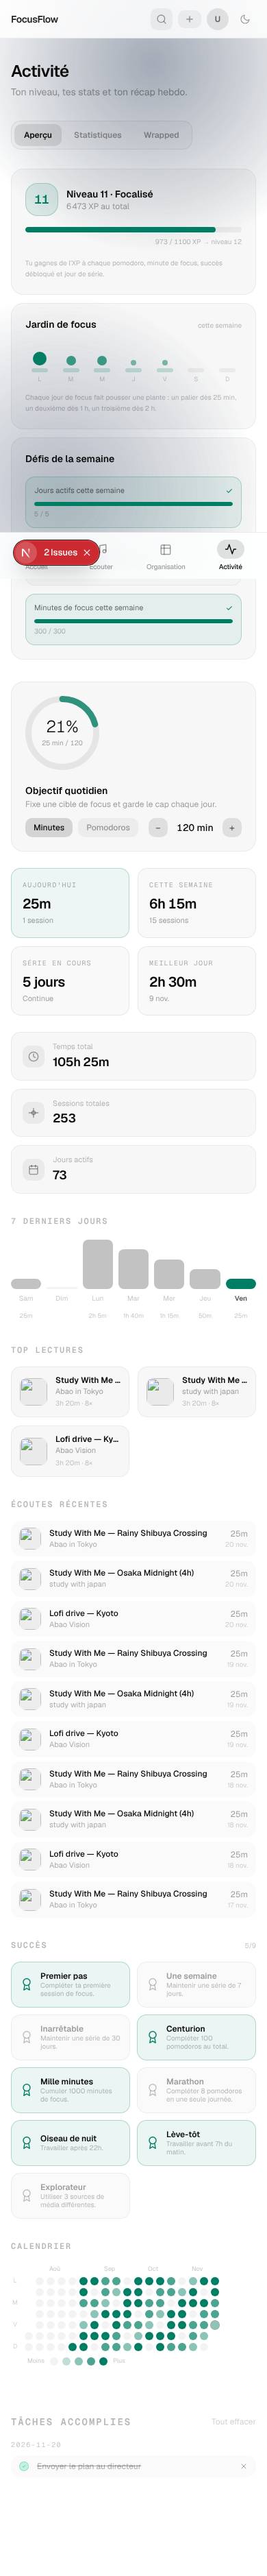 FocusFlow
U
Activité
Ton niveau, tes stats et ton récap hebdo.
Aperçu Statistiques Wrapped
11
Niveau 11 · Focalisé
6 473 XP au total
973 / 1100 XP → niveau 12
Tu gagnes de l'XP à chaque pomodoro, minute de focus, succès
débloqué et jour de série.
Jardin de focus
cette semaine
L M M J V S D
Chaque jour de focus fait pousser une plante : un palier dès 25 min,
un deuxième dès 1 h, un troisième dès 2 h.
Défis de la semaine
Jours actifs cette semaine ✓
5 / 5
N 2 Issues ×
Accueil Écouter Organisation Activité
Minutes de focus cette semaine ✓
300 / 300
21%
25 min / 120
Objectif quotidien
Fixe une cible de focus et garde le cap chaque jour.
Minutes Pomodoros − 120 min +
AUJOURD'HUI
25m
1 session
CETTE SEMAINE
6h 15m
15 sessions
SÉRIE EN COURS
5 jours
Continue
MEILLEUR JOUR
2h 30m
9 nov.
Temps total
105h 25m
Sessions totales
253
Jours actifs
73
7 DERNIERS JOURS
Sam Dim Lun Mar Mer Jeu Ven
25m 2h 5m 1h 40m 1h 15m 50m 25m
TOP LECTURES
Study With Me ...
Abao in Tokyo
3h 20m · 8×
Study With Me ...
study with japan
3h 20m · 8×
Lofi drive — Ky...
Abao Vision
3h 20m · 8×
ÉCOUTES RÉCENTES
Study With Me — Rainy Shibuya Crossing 25m
Abao in Tokyo 20 nov.
Study With Me — Osaka Midnight (4h) 25m
study with japan 20 nov.
Lofi drive — Kyoto 25m
Abao Vision 20 nov.
Study With Me — Rainy Shibuya Crossing 25m
Abao in Tokyo 19 nov.
Study With Me — Osaka Midnight (4h) 25m
study with japan 19 nov.
Lofi drive — Kyoto 25m
Abao Vision 19 nov.
Study With Me — Rainy Shibuya Crossing 25m
Abao in Tokyo 18 nov.
Study With Me — Osaka Midnight (4h) 25m
study with japan 18 nov.
Lofi drive — Kyoto 25m
Abao Vision 18 nov.
Study With Me — Rainy Shibuya Crossing 25m
Abao in Tokyo 17 nov.
SUCCÈS 5/9
Premier pas
Compléter ta première
session de focus.
Une semaine
Maintenir une série de 7
jours.
Inarrêtable
Maintenir une série de 30
jours.
Centurion
Compléter 100
pomodoros au total.
Mille minutes
Cumuler 1000 minutes
de focus.
Marathon
Compléter 8 pomodoros
en une seule journée.
Oiseau de nuit
Travailler après 22h.
Lève-tôt
Travailler avant 7h du
matin.
Explorateur
Utiliser 3 sources de
média différentes.
CALENDRIER
Aoû Sep Oct Nov
L
M
V
D
Moins Plus
TÂCHES ACCOMPLIES Tout effacer
2026-11-20
Envoyer le plan au directeur ×